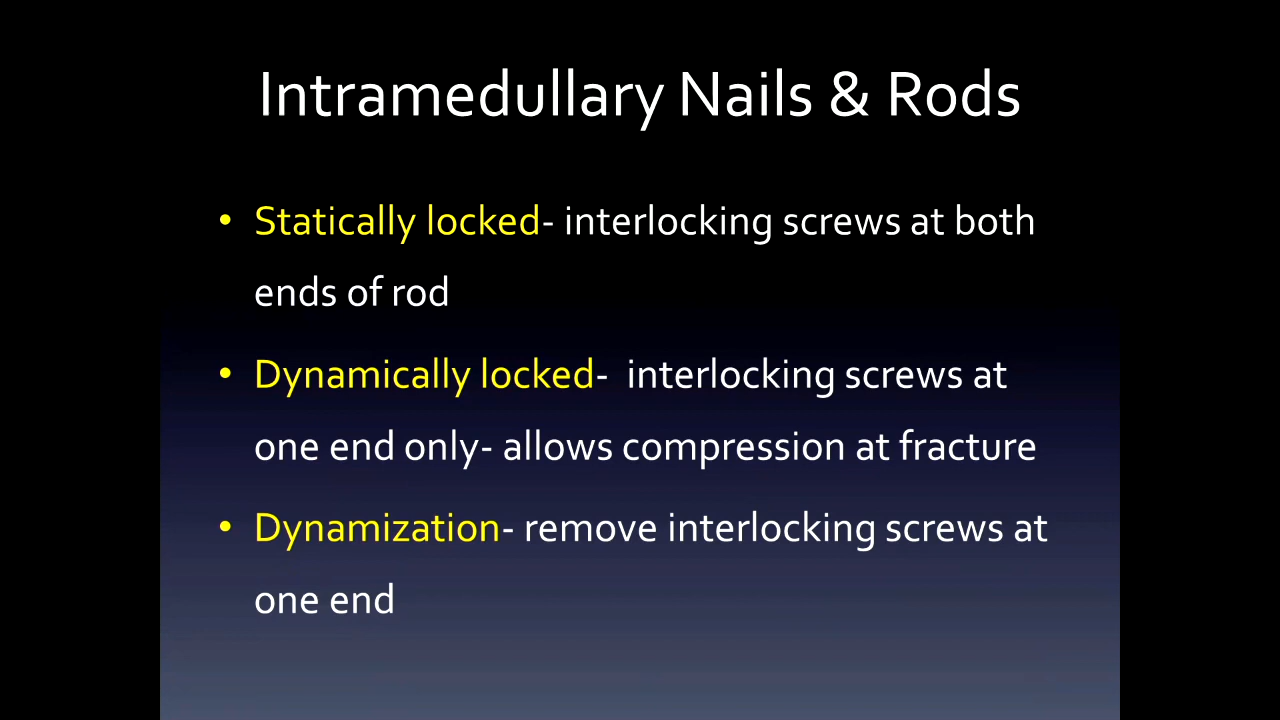 Intramedullary Nails & Rods
• Statically locked- interlocking screws at both
ends of rod
• Dynamically locked-  interlocking screws at
one end only- allows compression at fracture
• Dynamization- remove interlocking screws at
one end